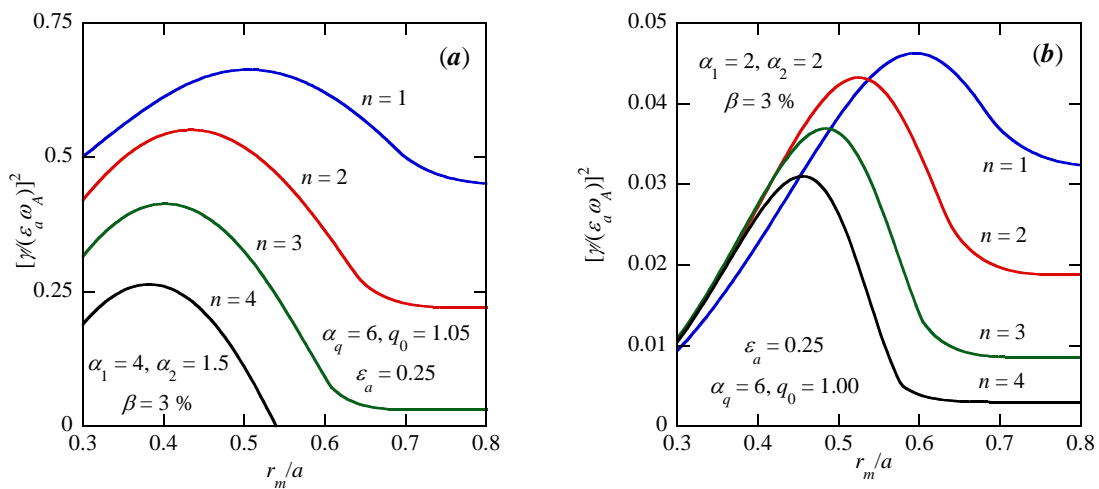 (a)
[γ/(ε_a ω_A)]²
0.75
0.5
0.25
0
n = 1
n = 2
n = 3
n = 4
α_q = 6, q_0 = 1.05
ε_a = 0.25
α_1 = 4, α_2 = 1.5
β = 3 %
0.3 0.4 0.5 0.6 0.7 0.8
r_m/a
(b)
[γ/(ε_a ω_A)]²
0.05
0.04
0.03
0.02
0.01
0
α_1 = 2, α_2 = 2
β = 3 %
n = 1
n = 2
n = 3
n = 4
ε_a = 0.25
α_q = 6, q_0 = 1.00
0.3 0.4 0.5 0.6 0.7 0.8
r_m/a